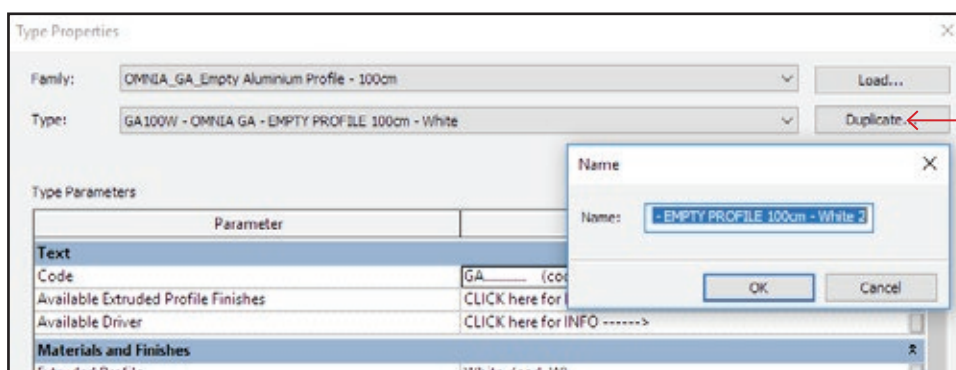 Type Properties
Family: OMNIA_GA_Empty Aluminium Profile - 100cm Load...
Type: GA100W - OMNIA GA - EMPTY PROFILE 100cm - White Duplicate.
Name
Name: - EMPTY PROFILE 100cm - White 2
OK Cancel
Type Parameters
Parameter
Text
Code GA______ (cod
Available Extruded Profile Finishes CLICK here for I
Available Driver CLICK here for INFO ------>
Materials and Finishes